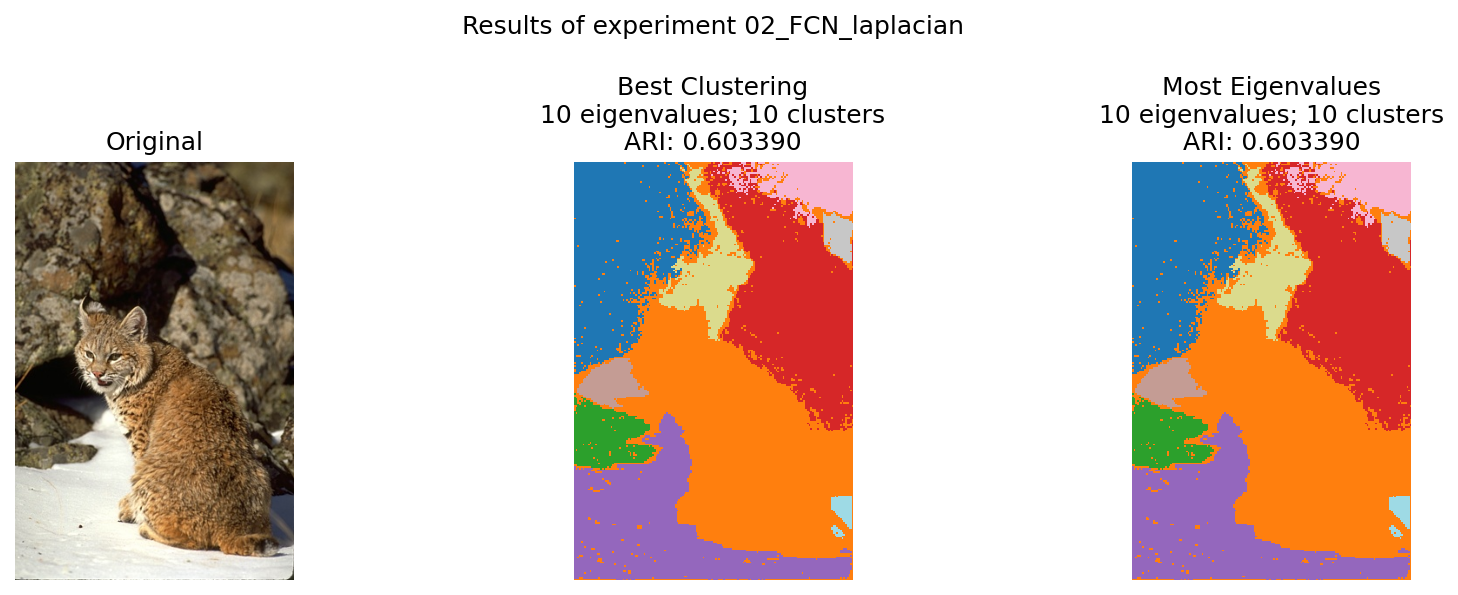 Results of experiment 02_FCN_laplacian
Original
Best Clustering
10 eigenvalues; 10 clusters
ARI: 0.603390
Most Eigenvalues
10 eigenvalues; 10 clusters
ARI: 0.603390